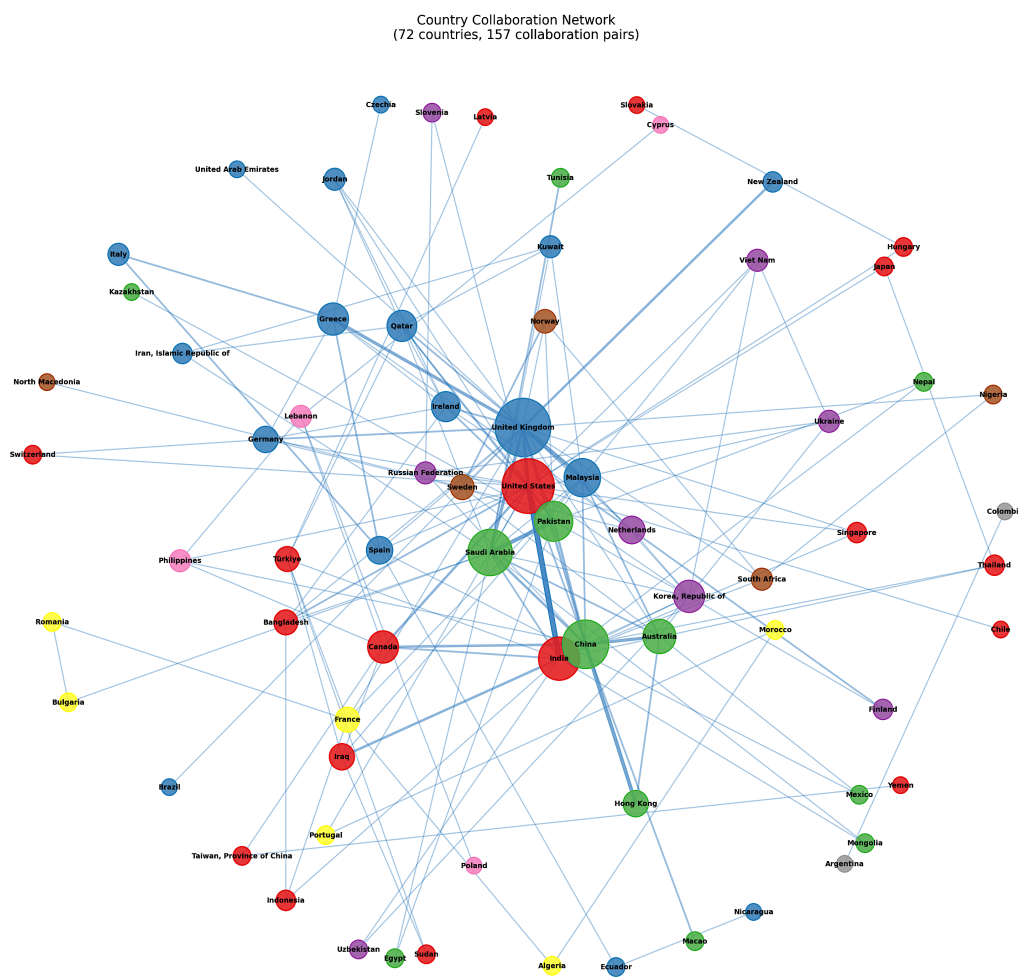 Country Collaboration Network
(72 countries, 157 collaboration pairs)
Czechia
Slovenia
Latvia
Slovakia
Cyprus
United Arab Emirates
Jordan
Tunisia
New Zealand
Italy
Kuwait
Hungary
Viet Nam
Japan
Kazakhstan
Greece
Qatar
Norway
Iran, Islamic Republic of
North Macedonia
Nepal
Nigeria
Ireland
Lebanon
United Kingdom
Ukraine
Germany
Switzerland
Russian Federation
Sweden
United States
Malaysia
Colombi
Pakistan
Netherlands
Singapore
Spain
Saudi Arabia
Philippines
Türkiye
Thailand
South Africa
Korea, Republic of
Romania
Bangladesh
Morocco
Chile
Australia
Canada
China
India
Bulgaria
Finland
France
Iraq
Brazil
Yemen
Mexico
Hong Kong
Portugal
Mongolia
Taiwan, Province of China
Argentina
Poland
Indonesia
Nicaragua
Macao
Uzbekistan
Egypt
Sudan
Algeria
Ecuador